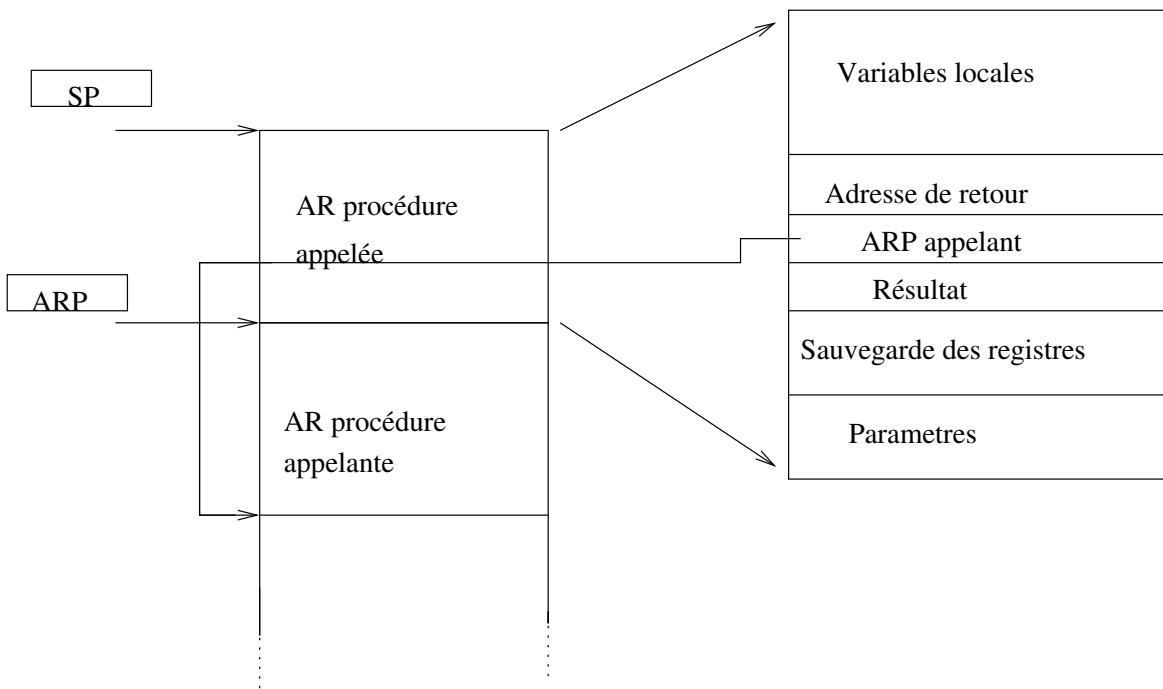 SP
AR procédure
appelée
ARP
AR procédure
appelante
Variables locales
Adresse de retour
ARP appelant
Résultat
Sauvegarde des registres
Parametres